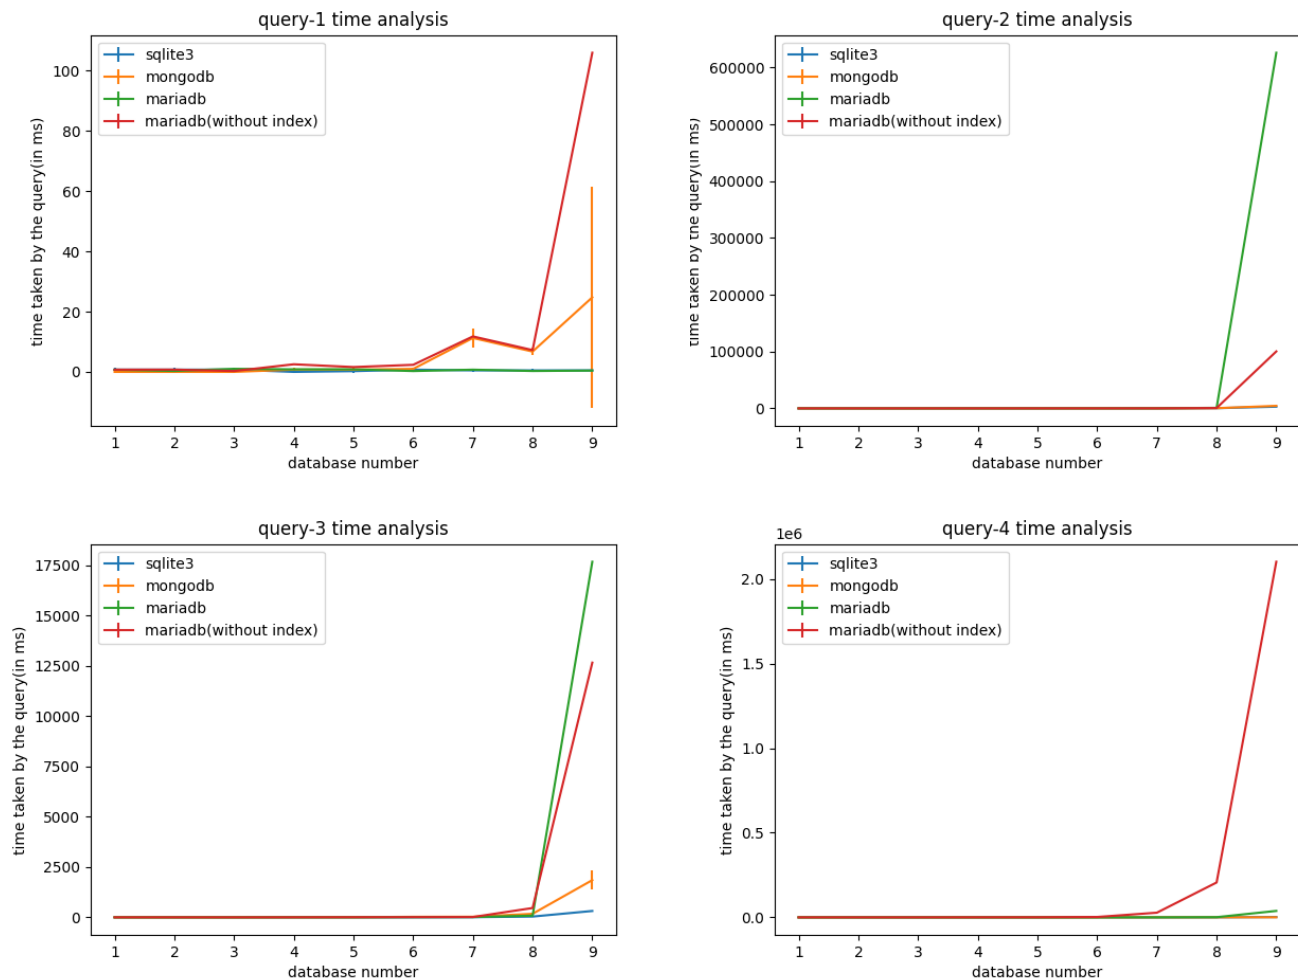 query-1 time analysis
sqlite3
mongodb
mariadb
mariadb(without index)
100
80
60
40
20
0
time taken by the query(in ms)
1 2 3 4 5 6 7 8 9
database number
query-2 time analysis
sqlite3
mongodb
mariadb
mariadb(without index)
600000
500000
400000
300000
200000
100000
0
time taken by the query(in ms)
1 2 3 4 5 6 7 8 9
database number
query-3 time analysis
sqlite3
mongodb
mariadb
mariadb(without index)
17500
15000
12500
10000
7500
5000
2500
0
time taken by the query(in ms)
1 2 3 4 5 6 7 8 9
database number
query-4 time analysis
1e6
sqlite3
mongodb
mariadb
mariadb(without index)
2.0
1.5
1.0
0.5
0.0
time taken by the query(in ms)
1 2 3 4 5 6 7 8 9
database number